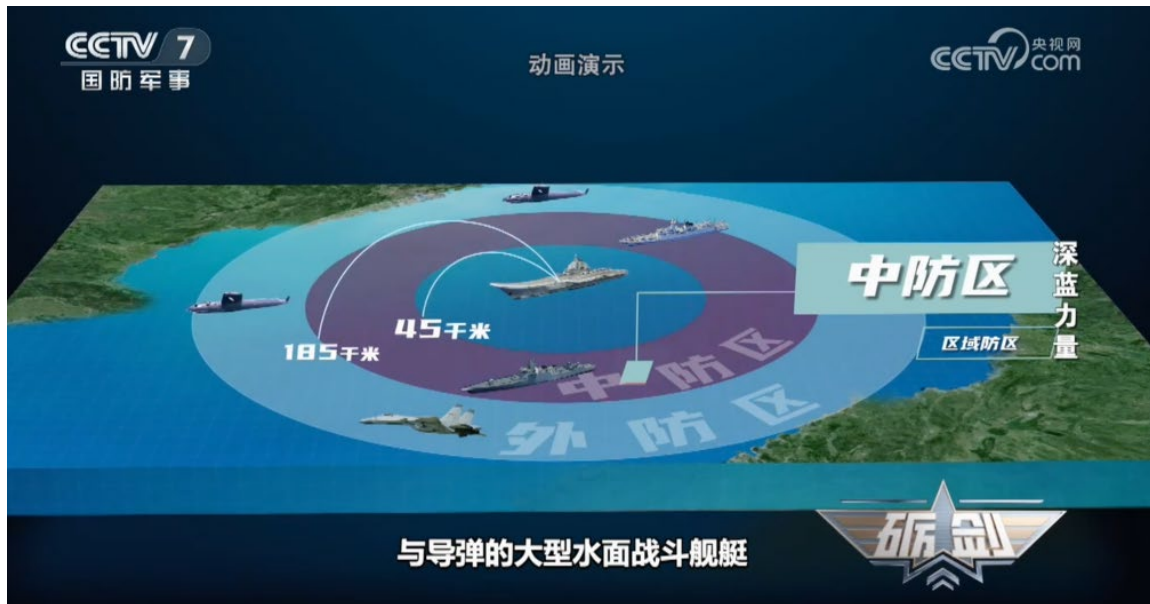 CCTV 7
国防军事
动画演示
央视网
CCTV com
中防区
区域防区
深蓝力量
45千米
185千米
中防区
外防区
砺剑
与导弹的大型水面战斗舰艇